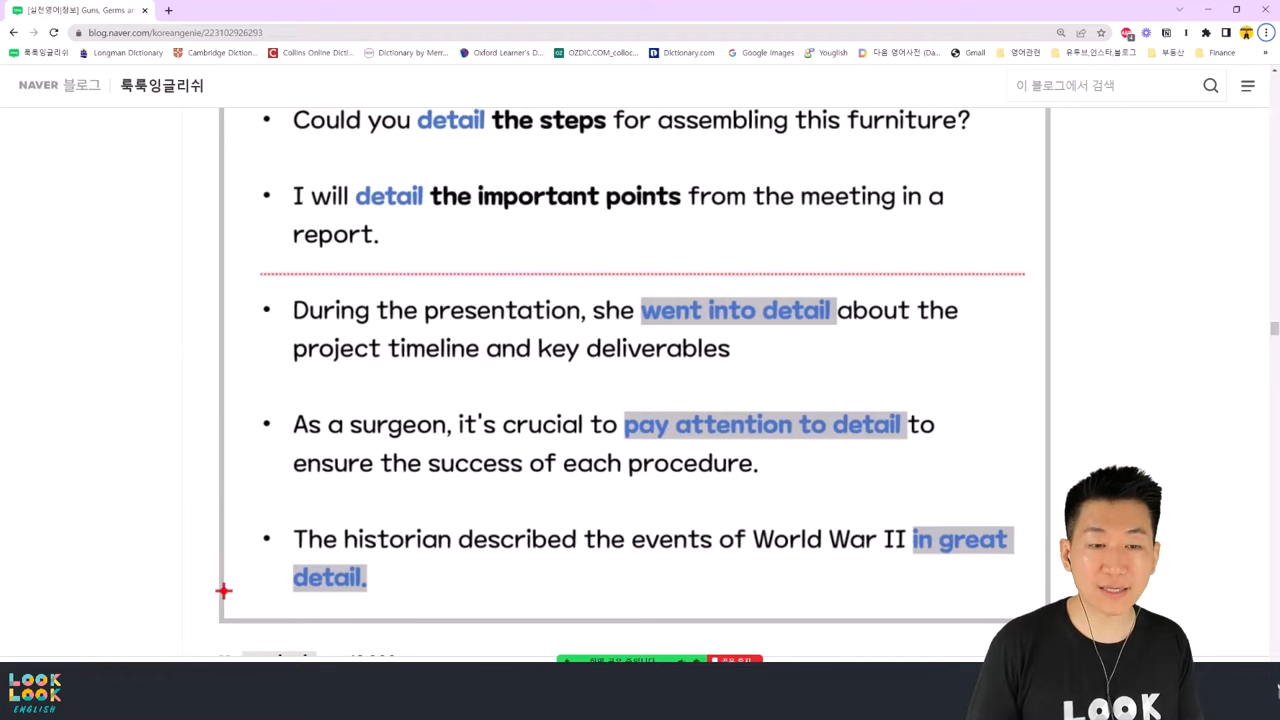 [실전영어|정보] Guns, Germs an
blog.naver.com/koreangenie/223102926293
룩룩잉글리쉬 Longman Dictionary Cambridge Diction... Collins Online Dicti... Dictionary by Merr... Oxford Learner's D... OZDIC.COM_colloc... Dictionary.com Google Images Youglish 다음 영어사전 (Da... Gmail 영어관련 유투브,인스타,블로그 부동산 Finance
NAVER 블로그 룩룩잉글리쉬 이 블로그에서 검색
• Could you detail the steps for assembling this furniture?
• I will detail the important points from the meeting in a
report.
• During the presentation, she went into detail about the
project timeline and key deliverables
• As a surgeon, it's crucial to pay attention to detail to
ensure the success of each procedure.
• The historian described the events of World War II in great
detail.
LOOK
LOOK
ENGLISH
LOOK